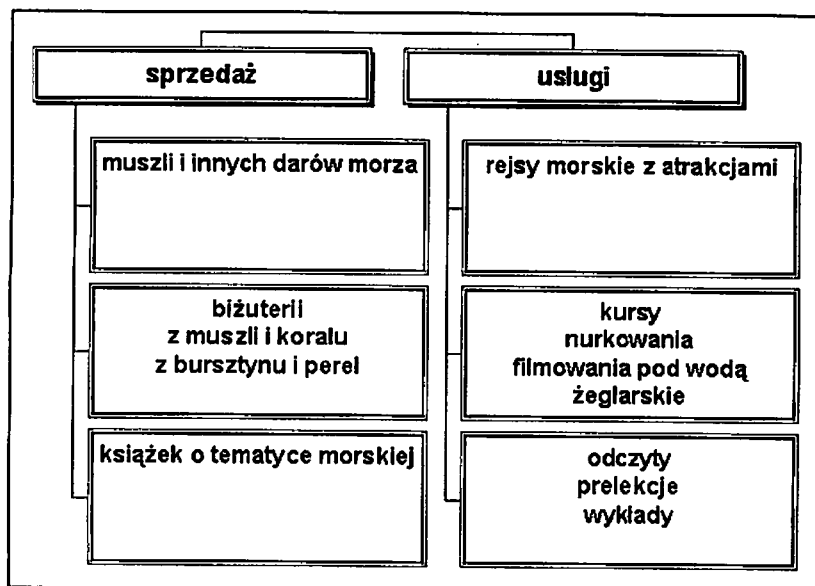 sprzedaż
usługi
muszli i innych darów morza
rejsy morskie z atrakcjami
biżuterii
z muszli i koralu
z bursztynu i pereł
kursy
nurkowania
filmowania pod wodą
żeglarskie
książek o tematyce morskiej
odczyty
prelekcje
wykłady